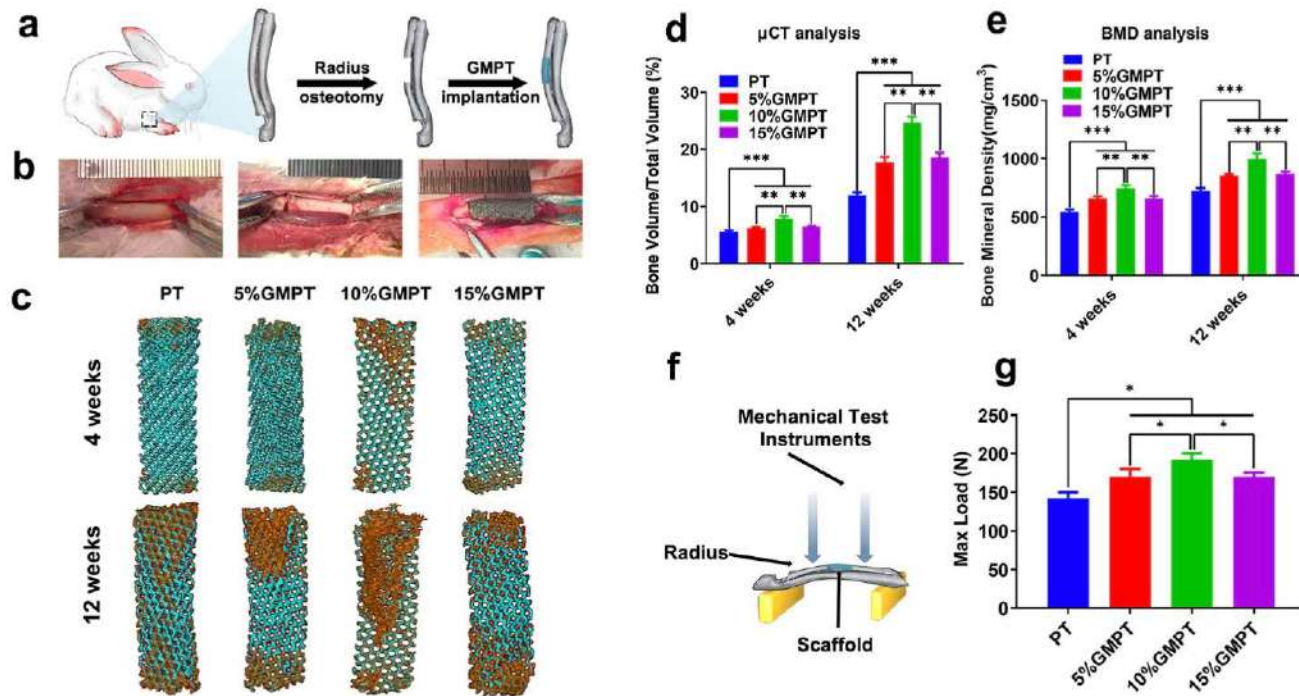 a
Radius
osteotomy
GMPT
implantation
b
c
PT
5%GMPT
10%GMPT
15%GMPT
4 weeks
12 weeks
d
μCT analysis
PT
5%GMPT
10%GMPT
15%GMPT
Bone Volume/Total Volume (%)
30
20
10
0
***
**
**
***
**
**
4 weeks
12 weeks
e
BMD analysis
PT
5%GMPT
10%GMPT
15%GMPT
Bone Mineral Density(mg/cm³)
1500
1000
500
0
***
**
**
***
**
**
4 weeks
12 weeks
f
Mechanical Test
Instruments
Radius
Scaffold
g
Max Load (N)
250
200
150
100
50
0
*
*
*
PT
5%GMPT
10%GMPT
15%GMPT